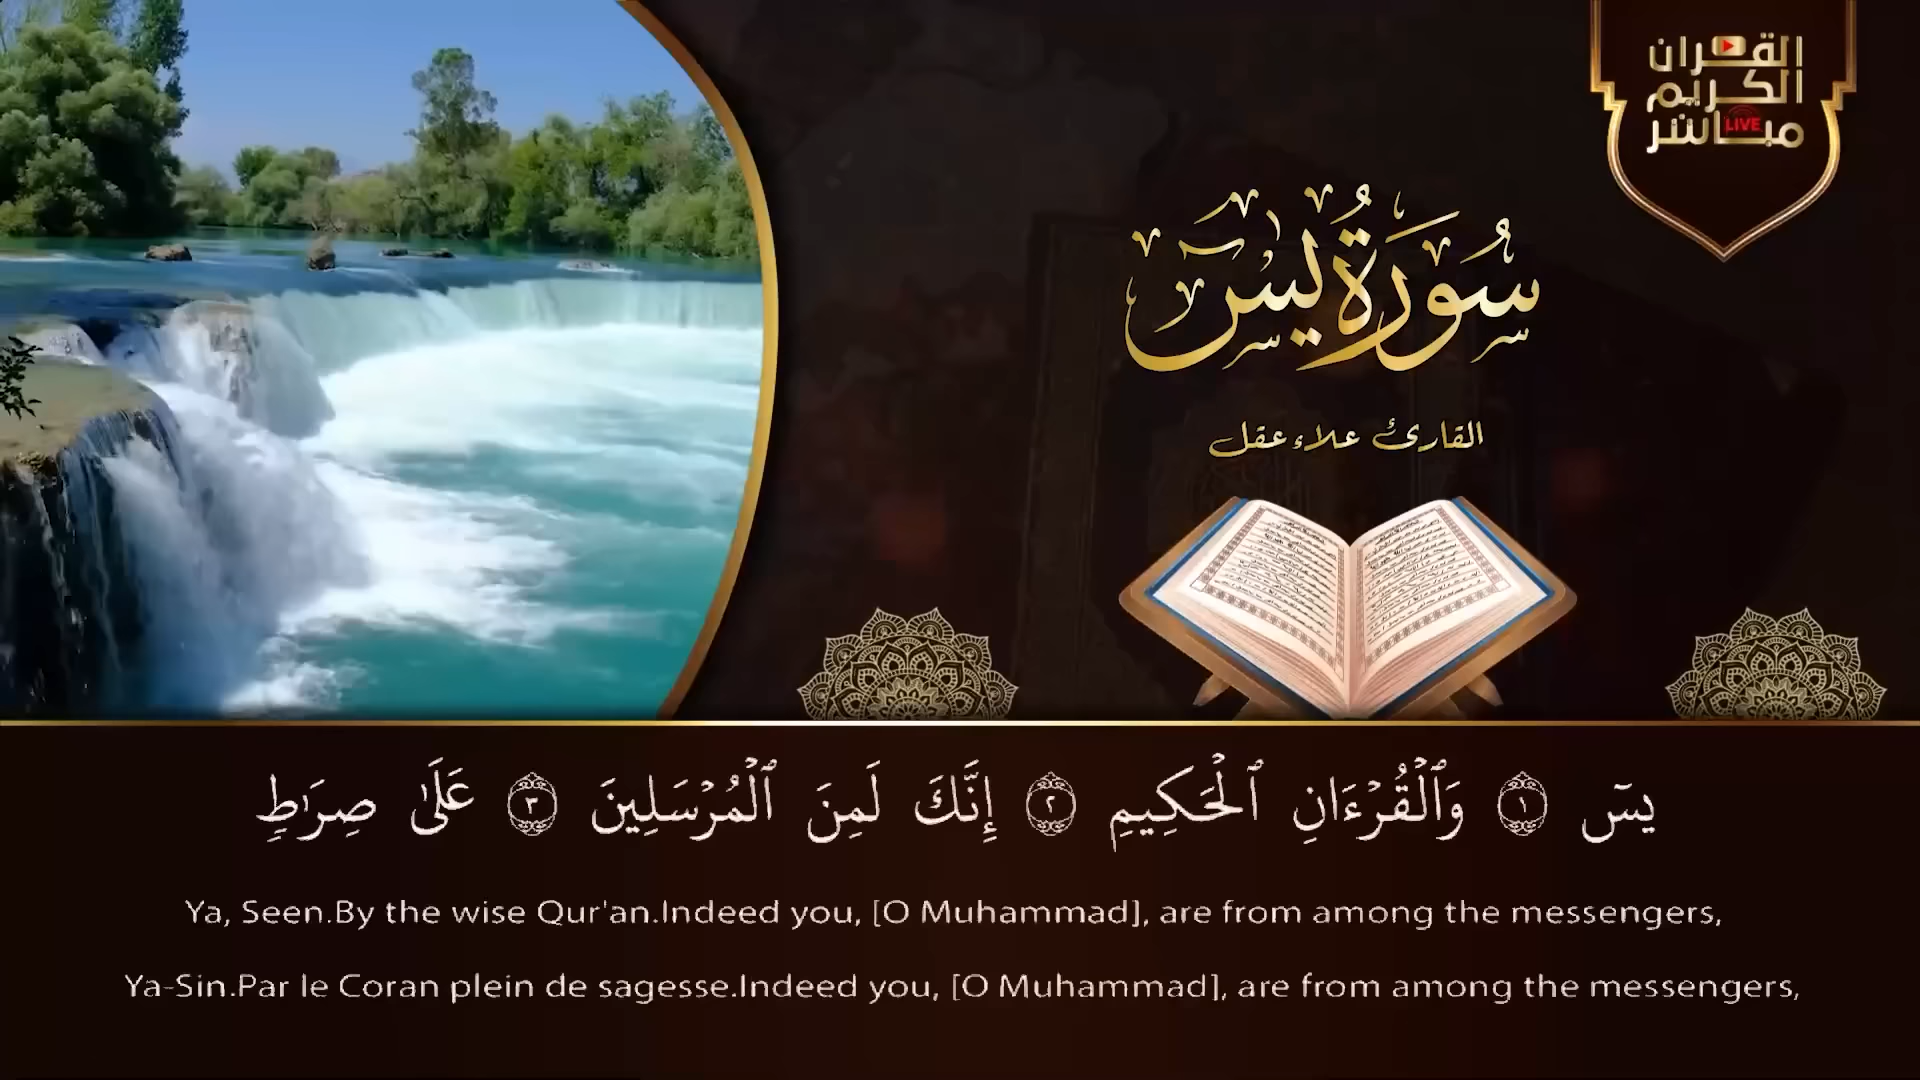 القرآن
الكريم
مباشر
LIVE
سُورَةُ يسٓ
القارئ علاء عقل
يسٓ ١ وَٱلْقُرْءَانِ ٱلْحَكِيمِ ٢ إِنَّكَ لَمِنَ ٱلْمُرْسَلِينَ ٣ عَلَىٰ صِرَٰطٍ
Ya, Seen.By the wise Qur'an.Indeed you, [O Muhammad], are from among the messengers,
Ya-Sin.Par le Coran plein de sagesse.Indeed you, [O Muhammad], are from among the messengers,